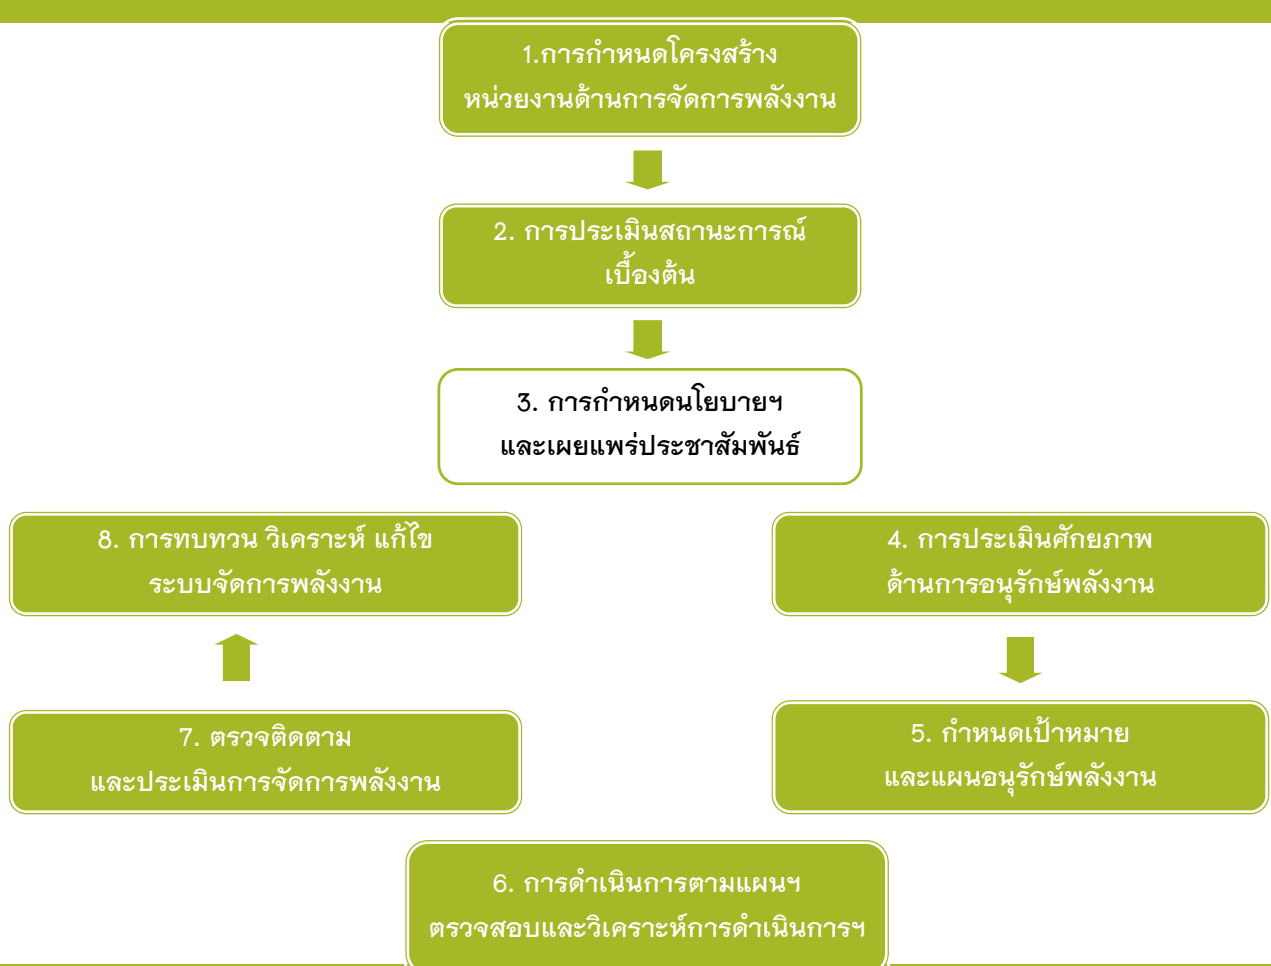 1.การกำหนดโครงสร้าง
หน่วยงานด้านการจัดการพลังงาน
2. การประเมินสถานะการณ์
เบื้องต้น
3. การกำหนดนโยบายฯ
และเผยแพร่ประชาสัมพันธ์
4. การประเมินศักยภาพ
ด้านการอนุรักษ์พลังงาน
5. กำหนดเป้าหมาย
และแผนอนุรักษ์พลังงาน
6. การดำเนินการตามแผนฯ
ตรวจสอบและวิเคราะห์การดำเนินการฯ
7. ตรวจติดตาม
และประเมินการจัดการพลังงาน
8. การทบทวน วิเคราะห์ แก้ไข
ระบบจัดการพลังงาน